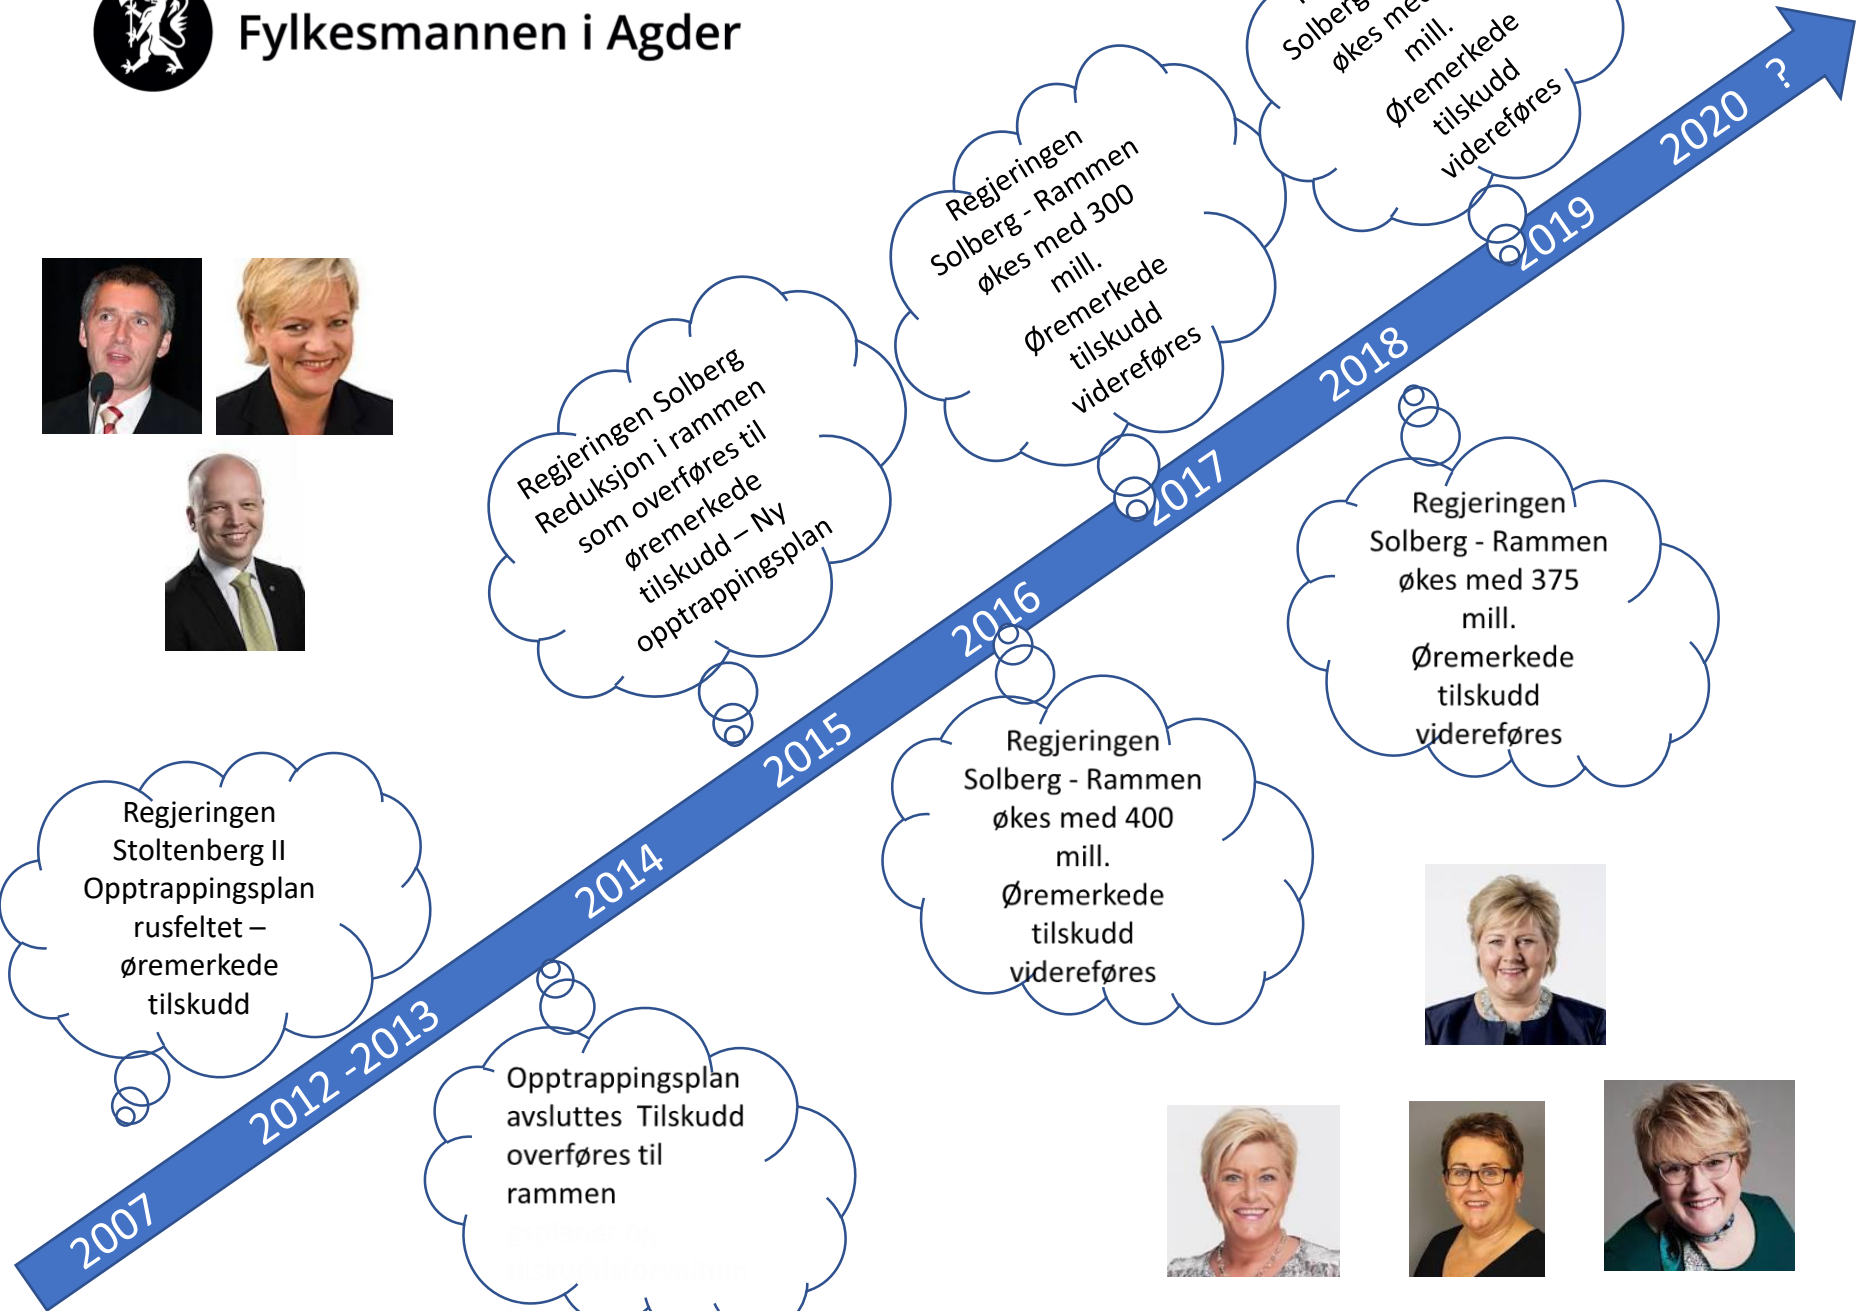 Fylkesmannen i Agder
Solberg
økes med
mill.
Øremerkede
tilskudd
videreføres
Regjeringen
Solberg - Rammen
økes med 300
mill.
Øremerkede
tilskudd
videreføres
Regjeringen Solberg
Reduksjon i rammen
som overføres til
øremerkede
tilskudd – Ny
opptrappingsplan
Regjeringen
Solberg - Rammen
økes med 375
mill.
Øremerkede
tilskudd
videreføres
Regjeringen
Solberg - Rammen
økes med 400
mill.
Øremerkede
tilskudd
videreføres
Regjeringen
Stoltenberg II
Opptrappingsplan
rusfeltet –
øremerkede
tilskudd
Opptrappingsplan
avsluttes Tilskudd
overføres til
rammen
2007
2012 -2013
2014
2015
2016
2017
2018
2019
2020 ?